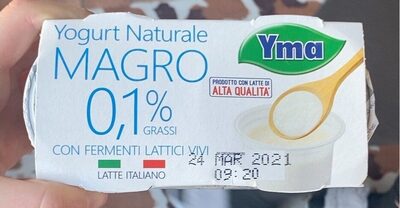 Yogurt Naturale
MAGRO
0,1%
GRASSI
CON FERMENTI LATTICI VIVI
LATTE ITALIANO
Yma
PRODOTTO CON LATTE DI
ALTA QUALITÀ
24 MAR 2021
09:20